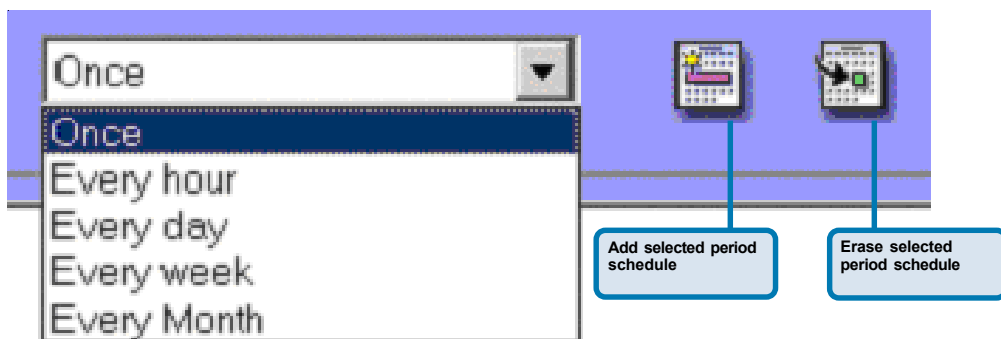 Once
Once
Every hour
Every day
Every week
Every Month
Add selected period
schedule
Erase selected
period schedule